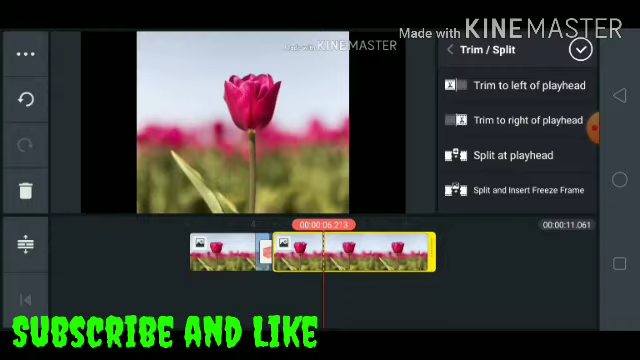 Made with KINEMASTER
Made with KINEMASTER
Trim / Split
Trim to left of playhead
Trim to right of playhead
Split at playhead
Split and Insert Freeze Frame
00:00:06.213
00:00:11.061
SUBSCRIBE AND LIKE